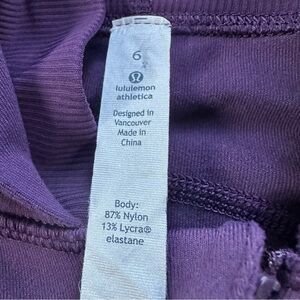 6
lululemon
athletica
Designed in
Vancouver
Made in
China
Body:
87% Nylon
13% Lycra®
elastane